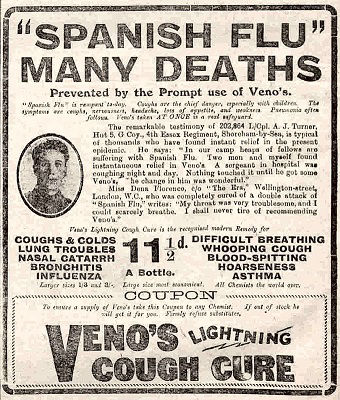 "SPANISH FLU"
MANY DEATHS
Prevented by the Prompt use of Veno's.
"Spanish Flu" is rampant to-day. Coughs are the chief danger, especially with children. The
symptoms are coughs, nervousness, headache, loss of appetite, and weakness. Pneumonia often
follows. Veno's taken AT ONCE is a real safeguard.
The remarkable testimony of 203,864 L/Cpl. A. J. Turner,
Hut 5, G Coy., 4th Essex Regiment, Shoreham-by-Sea, is typical
of thousands who have found instant relief in the present
epidemic. He says: "In our camp heaps of fellows are
suffering with Spanish Flu. Two men and myself found
instantaneous relief in Veno's. A sergeant in hospital was
coughing night and day. Nothing touched it until he got some
Veno's. The change in him was wonderful."
Miss Dena Florence, c/o "The Era," Wellington-street,
London, W.C., who was completely cured of a double attack of
"Spanish Flu," writes: "My throat was very troublesome, and I
could scarcely breathe. I shall never tire of recommending
Veno's."
Veno's Lightning Cough Cure is the recognised modern Remedy for
COUGHS & COLDS
LUNG TROUBLES
NASAL CATARRH
BRONCHITIS
INFLUENZA
11½d.
A Bottle.
DIFFICULT BREATHING
WHOOPING COUGH
BLOOD-SPITTING
HOARSENESS
ASTHMA
Larger sizes 1/3 and 3/- Large size most economical. All Chemists the world over.
COUPON
To ensure a supply of Veno's take this Coupon to any Chemist. If out of stock he
will get it for you. Firmly refuse substitutes.
VENO'S LIGHTNING
COUGH CURE